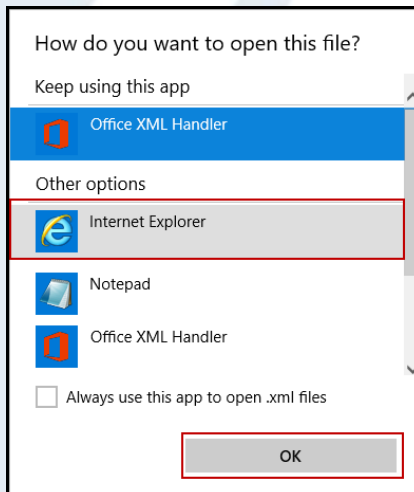 How do you want to open this file?
Keep using this app
Office XML Handler
Other options
Internet Explorer
Notepad
Office XML Handler
Always use this app to open .xml files
OK